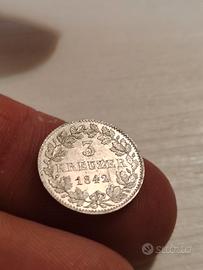 3
KREUZER
1842
subito